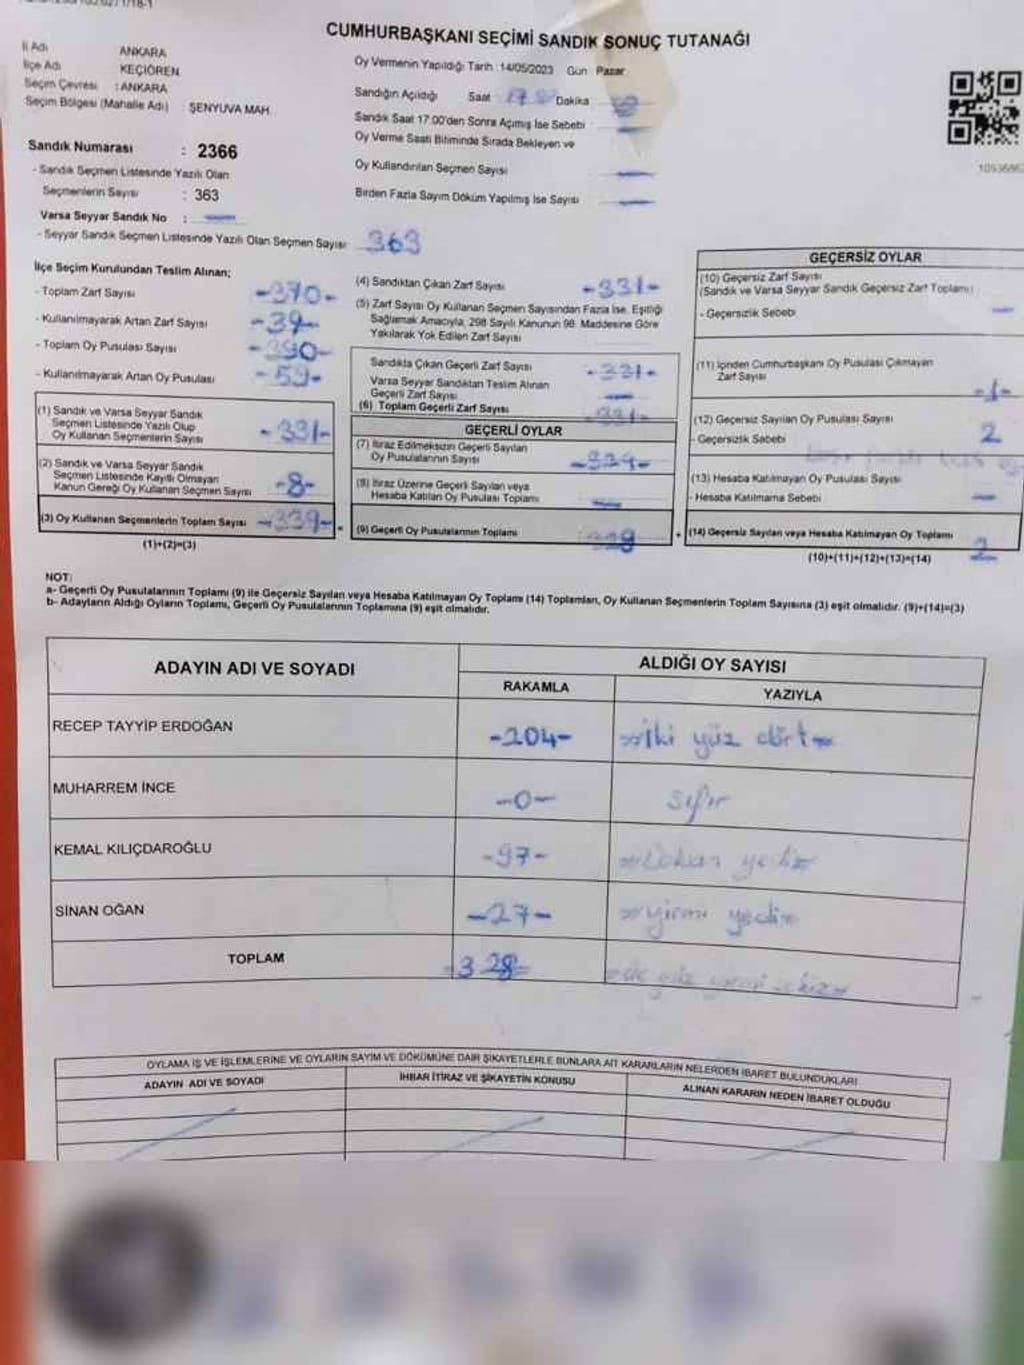 CUMHURBAŞKANI SEÇİMİ SANDIK SONUÇ TUTANAĞI
İl Adı ANKARA
İlçe Adı KEÇİÖREN
Seçim Çevresi : ANKARA
Seçim Bölgesi (Mahalle Adı) ŞENYUVA MAH.
Sandık Numarası : 2366
- Sandık Seçmen Listesinde Yazılı Olan
Seçmenlerin Sayısı : 363
Varsa Seyyar Sandık No :
- Seyyar Sandık Seçmen Listesinde Yazılı Olan Seçmen Sayısı 363
Oy Vermenin Yapıldığı Tarih : 14/05/2023 Gün Pazar
Sandığın Açıldığı Saat Dakika
Sandık Saat 17.00'den Sonra Açılmış İse Sebebi
Oy Verme Saati Bitiminde Sırada Bekleyen ve
Oy Kullandırılan Seçmen Sayısı
Birden Fazla Sayım Döküm Yapılmış İse Sayısı
İlçe Seçim Kurulundan Teslim Alınan;
- Toplam Zarf Sayısı -370-
- Kullanılmayarak Artan Zarf Sayısı -39-
- Toplam Oy Pusulası Sayısı -390-
- Kullanılmayarak Artan Oy Pusulası -59-
(1) Sandık ve Varsa Seyyar Sandık
Seçmen Listesinde Yazılı Olup
Oy Kullanan Seçmenlerin Sayısı -331-
(2) Sandık ve Varsa Seyyar Sandık
Seçmen Listesinde Kayıtlı Olmayan
Kanun Gereği Oy Kullanan Seçmen Sayısı -8-
(3) Oy Kullanan Seçmenlerin Toplam Sayısı -339-
(1)+(2)=(3)
(4) Sandıktan Çıkan Zarf Sayısı -331-
(5) Zarf Sayısı Oy Kullanan Seçmen Sayısından Fazla İse, Eşitliği
Sağlamak Amacıyla, 298 Sayılı Kanunun 98. Maddesine Göre
Yakılarak Yok Edilen Zarf Sayısı
Sandıkta Çıkan Geçerli Zarf Sayısı -331-
Varsa Seyyar Sandıktan Teslim Alınan
Geçerli Zarf Sayısı
(6) Toplam Geçerli Zarf Sayısı -331-
GEÇERLİ OYLAR
(7) İtiraz Edilmeksizin Geçerli Sayılan
Oy Pusulalarının Sayısı
(8) İtiraz Üzerine Geçerli Sayılan veya
Hesaba Katılan Oy Pusulası Toplamı
(9) Geçerli Oy Pusulalarının Toplamı
GEÇERSİZ OYLAR
(10) Geçersiz Zarf Sayısı
(Sandık ve Varsa Seyyar Sandık Geçersiz Zarf Toplamı)
- Geçersizlik Sebebi
(11) İçinden Cumhurbaşkanı Oy Pusulası Çıkmayan
Zarf Sayısı -1-
(12) Geçersiz Sayılan Oy Pusulası Sayısı 2
- Geçersizlik Sebebi
(13) Hesaba Katılmayan Oy Pusulası Sayısı
- Hesaba Katılmama Sebebi
(14) Geçersiz Sayılan veya Hesaba Katılmayan Oy Toplamı 2
(10)+(11)+(12)+(13)=(14)
NOT:
a- Geçerli Oy Pusulalarının Toplamı (9) ile Geçersiz Sayılan veya Hesaba Katılmayan Oy Toplamı (14) Toplamları, Oy Kullanan Seçmenlerin Toplam Sayısına (3) eşit olmalıdır. (9)+(14)=(3)
b- Adayların Aldığı Oyların Toplamı, Geçerli Oy Pusulalarının Toplamına (9) eşit olmalıdır.
ADAYIN ADI VE SOYADI ALDIĞI OY SAYISI
RAKAMLA YAZIYLA
RECEP TAYYİP ERDOĞAN -204- iki yüz dört
MUHARREM İNCE -0- sıfır
KEMAL KILIÇDAROĞLU -97- Doksan yedi
SİNAN OĞAN -27- yirmi yedi
TOPLAM -328- üç yüz yirmi sekiz
OYLAMA İŞ VE İŞLEMLERİNE VE OYLARIN SAYIM VE DÖKÜMÜNE DAİR ŞİKAYETLERLE BUNLARA AİT KARARLARIN NELERDEN İBARET BULUNDUKLARI
ADAYIN ADI VE SOYADI İHBAR İTİRAZ VE ŞİKAYETİN KONUSU ALINAN KARARIN NEDEN İBARET OLDUĞU